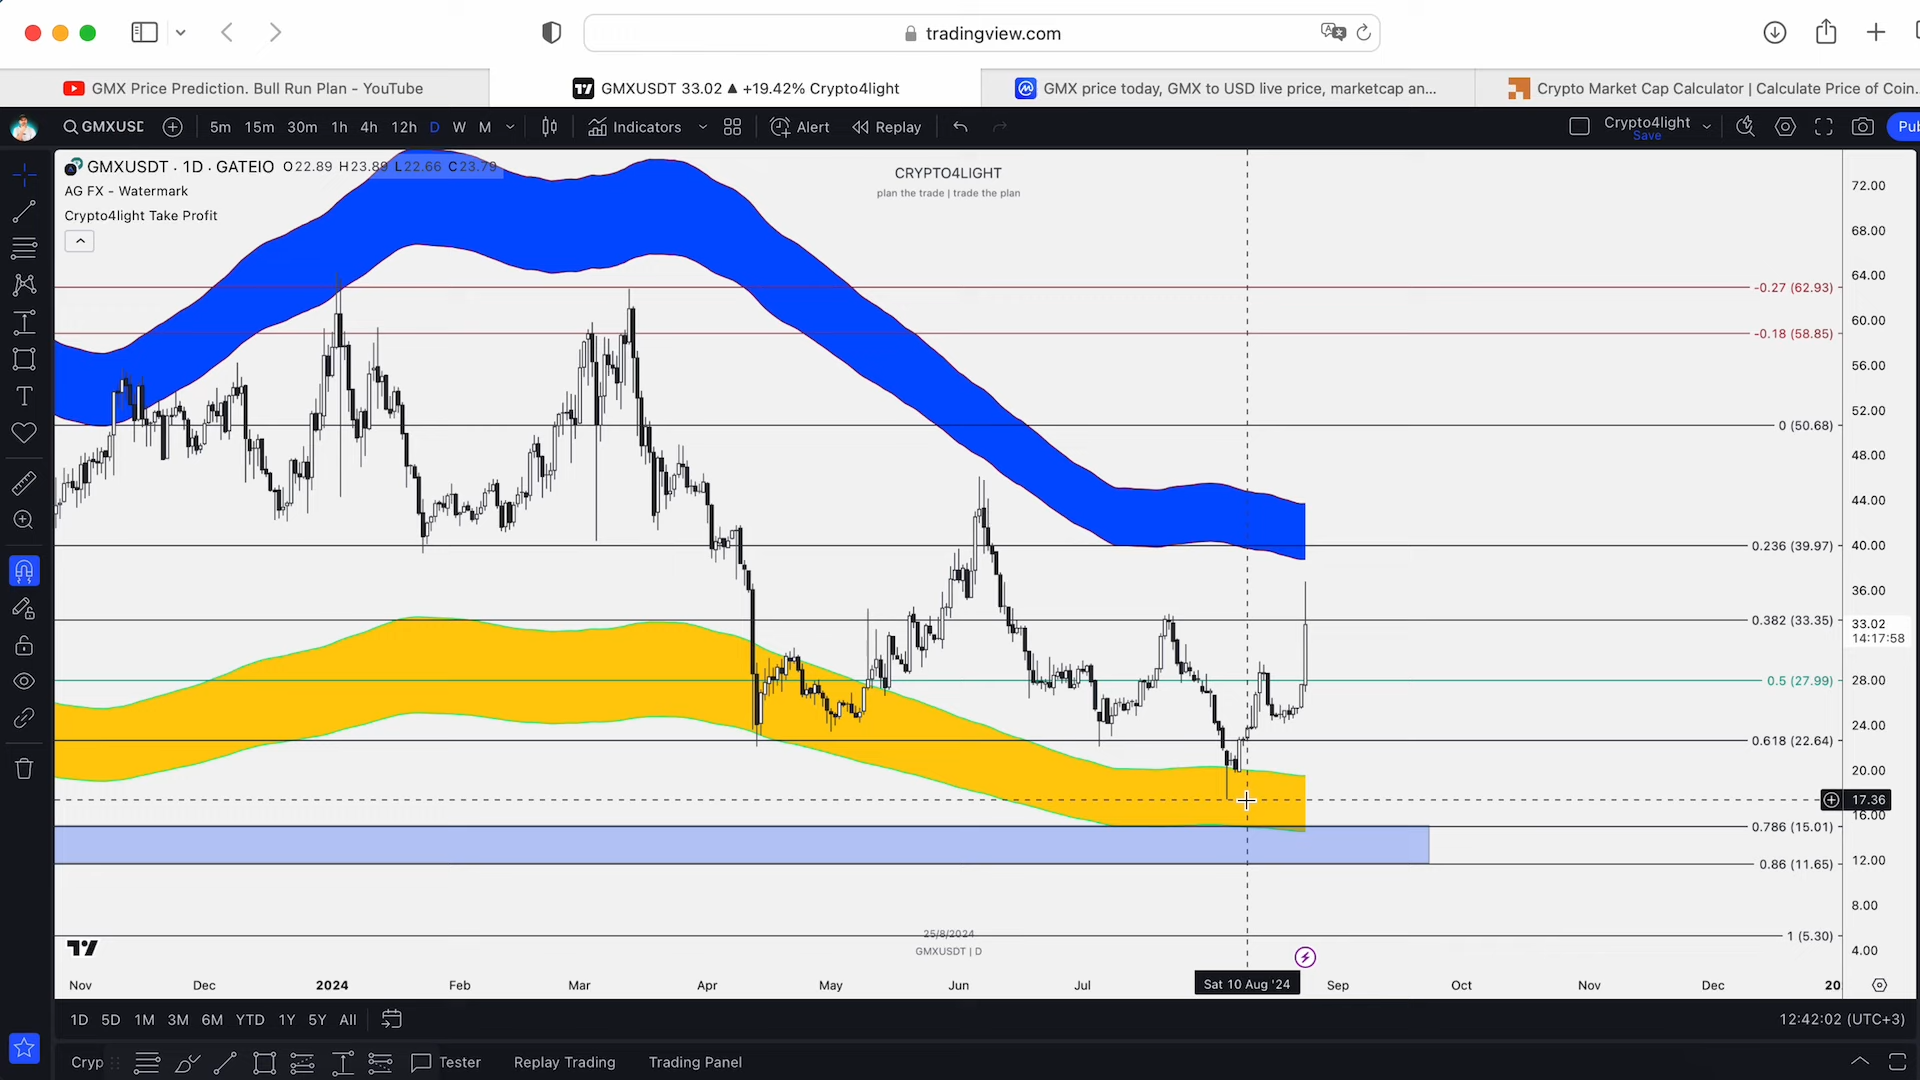 tradingview.com
GMX Price Prediction. Bull Run Plan - YouTube
GMXUSDT 33.02 ▲ +19.42% Crypto4light
GMX price today, GMX to USD live price, marketcap an...
Crypto Market Cap Calculator | Calculate Price of Coin.
GMXUSD
5m 15m 30m 1h 4h 12h D W M
Indicators
Alert
Replay
Crypto4light
Save
Pub
GMXUSDT · 1D · GATEIO O22.89 H23.89 L22.66 C23.79
AG FX - Watermark
Crypto4light Take Profit
CRYPTO4LIGHT
plan the trade | trade the plan
72.00
68.00
64.00
-0.27 (62.93)
60.00
-0.18 (58.85)
56.00
52.00
0 (50.68)
48.00
44.00
0.236 (39.97)
40.00
36.00
0.382 (33.35)
33.02
14:17:58
0.5 (27.99)
28.00
24.00
0.618 (22.64)
20.00
17.36
16.00
0.786 (15.01)
12.00
0.86 (11.65)
8.00
1 (5.30)
4.00
25/8/2024
GMXUSDT | D
Nov Dec 2024 Feb Mar Apr May Jun Jul Sat 10 Aug '24 Sep Oct Nov Dec 20
1D 5D 1M 3M 6M YTD 1Y 5Y All
12:42:02 (UTC+3)
Cryp
Tester
Replay Trading
Trading Panel